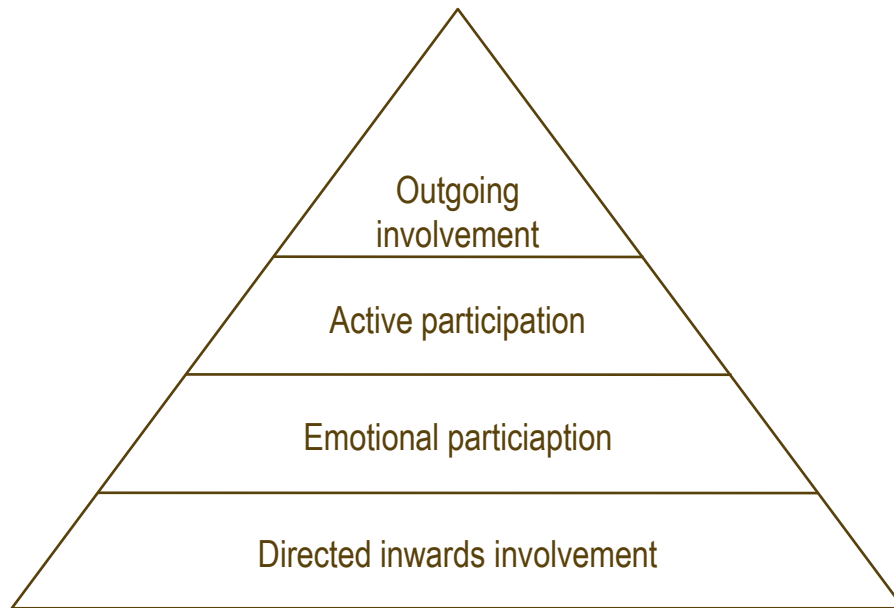 Outgoing
involvement
Active participation
Emotional particiaption
Directed inwards involvement